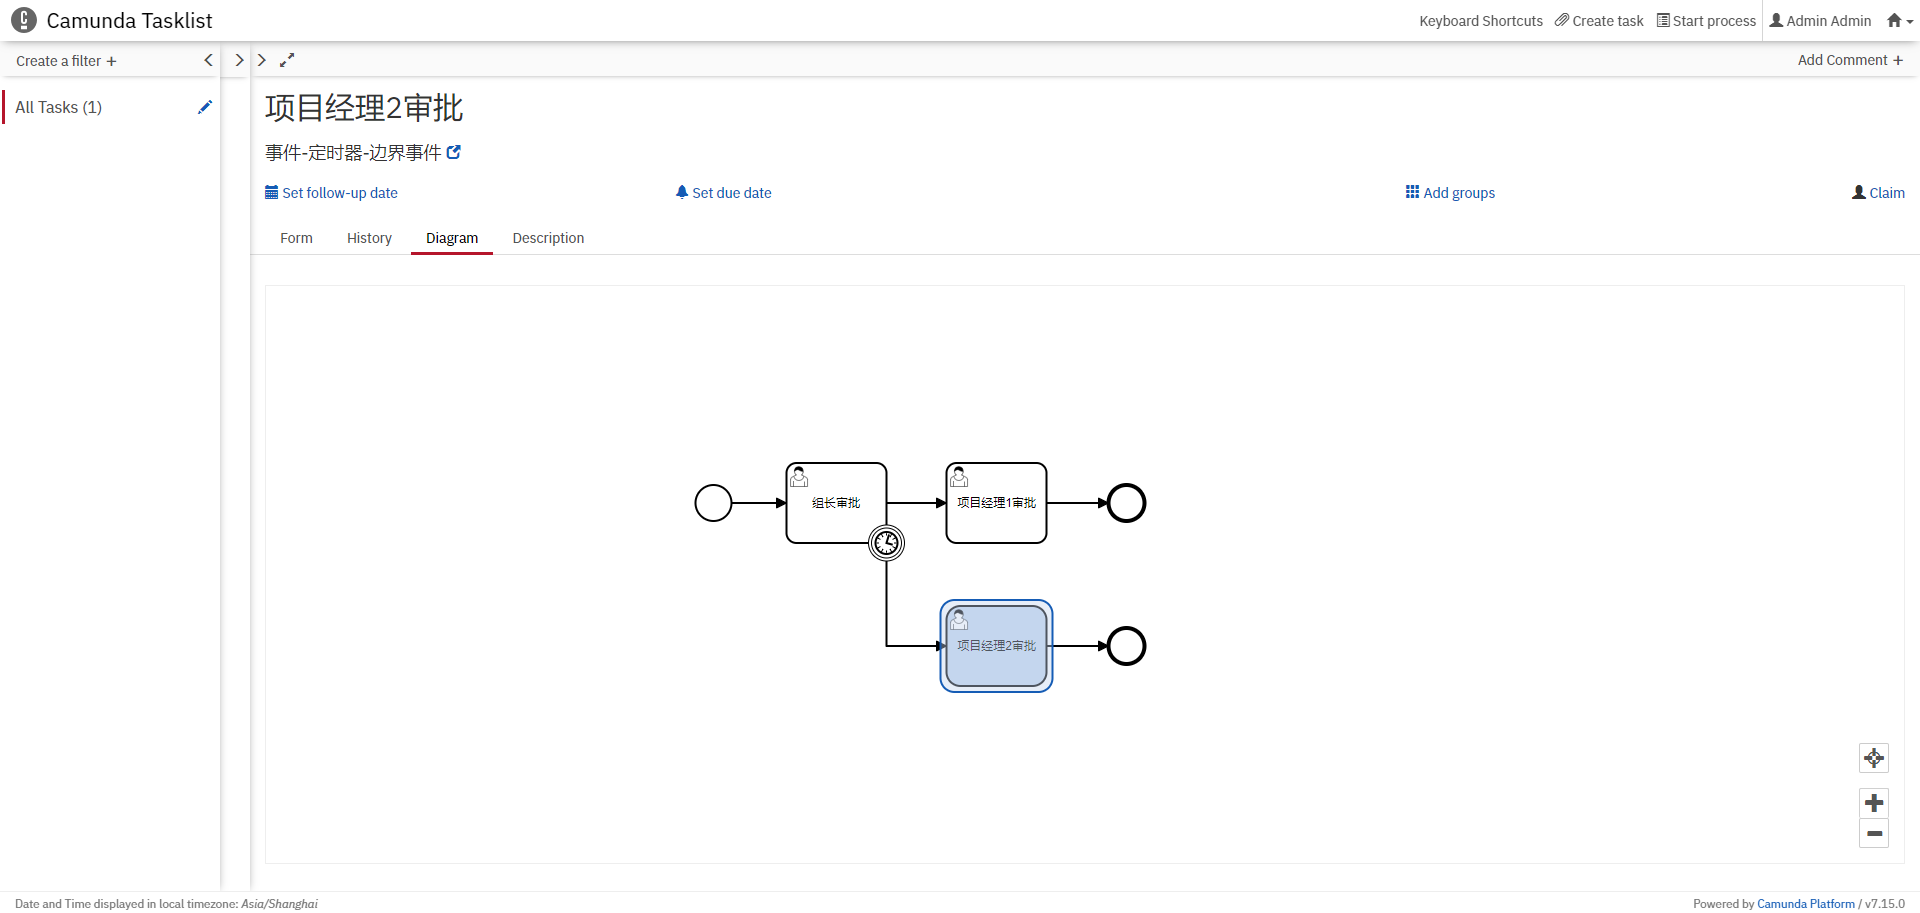 Camunda Tasklist
Keyboard Shortcuts Create task Start process Admin Admin
Create a filter +
Add Comment +
All Tasks (1)
项目经理2审批
事件-定时器-边界事件
Set follow-up date
Set due date
Add groups
Claim
Form History Diagram Description
组长审批
项目经理1审批
项目经理2审批
Date and Time displayed in local timezone: Asia/Shanghai
Powered by Camunda Platform / v7.15.0